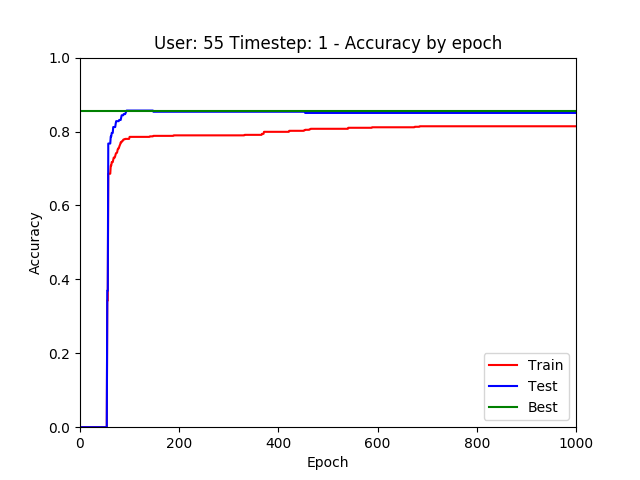 User: 55 Timestep: 1 - Accuracy by epoch
1.0
0.8
0.6
0.4
0.2
0.0
Accuracy
0 200 400 600 800 1000
Epoch
Train
Test
Best